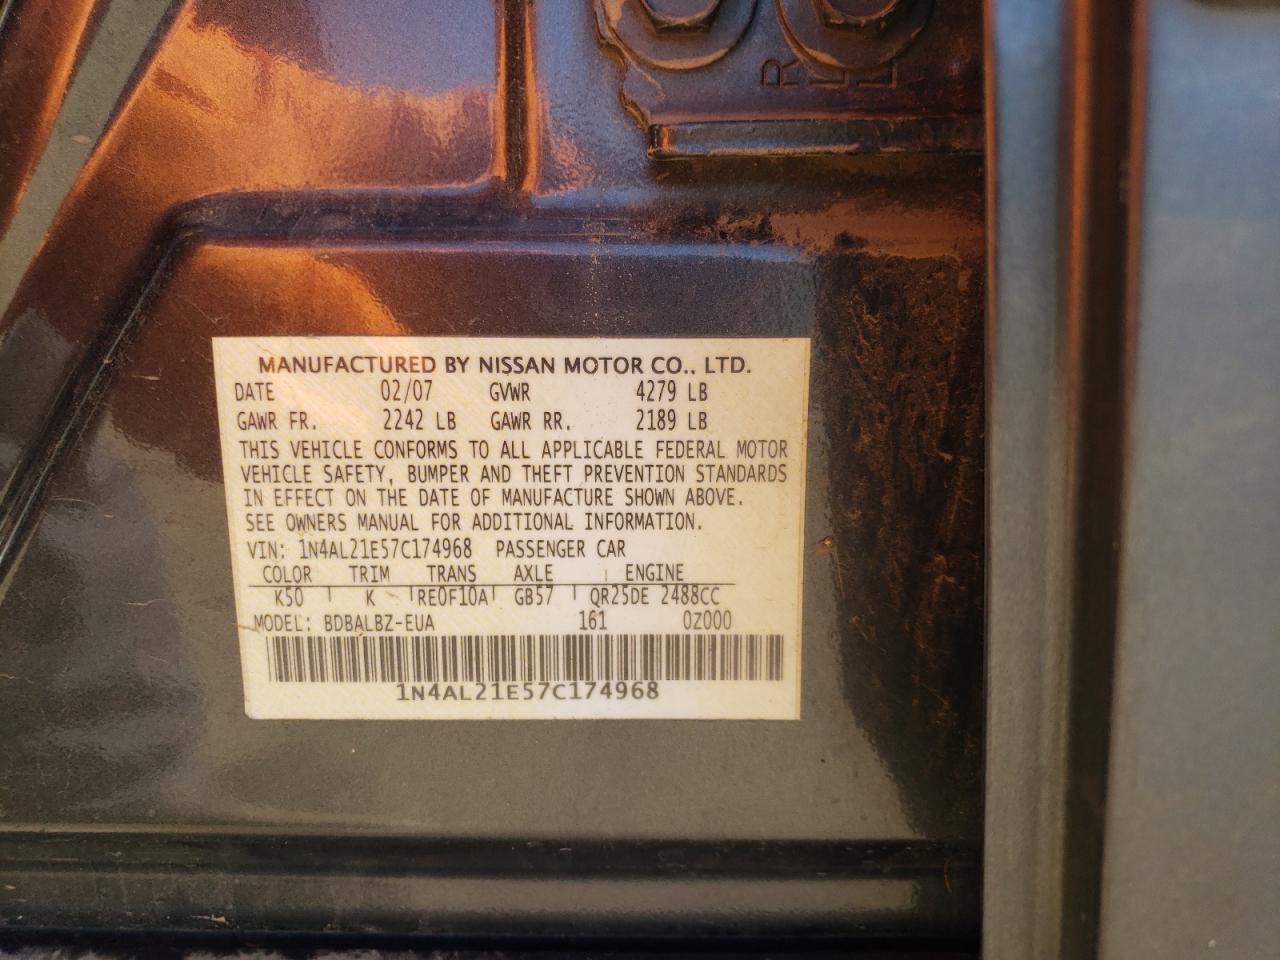 R
MANUFACTURED BY NISSAN MOTOR CO., LTD.
DATE 02/07 GVWR 4279 LB
GAWR FR. 2242 LB GAWR RR. 2189 LB
THIS VEHICLE CONFORMS TO ALL APPLICABLE FEDERAL MOTOR
VEHICLE SAFETY, BUMPER AND THEFT PREVENTION STANDARDS
IN EFFECT ON THE DATE OF MANUFACTURE SHOWN ABOVE.
SEE OWNERS MANUAL FOR ADDITIONAL INFORMATION.
VIN: 1N4AL21E57C174968 PASSENGER CAR
COLOR TRIM TRANS AXLE ENGINE
K50 K RE0F10A GB57 QR25DE 2488CC
MODEL: BDBALBZ-EUA 161 0Z000
1N4AL21E57C174968